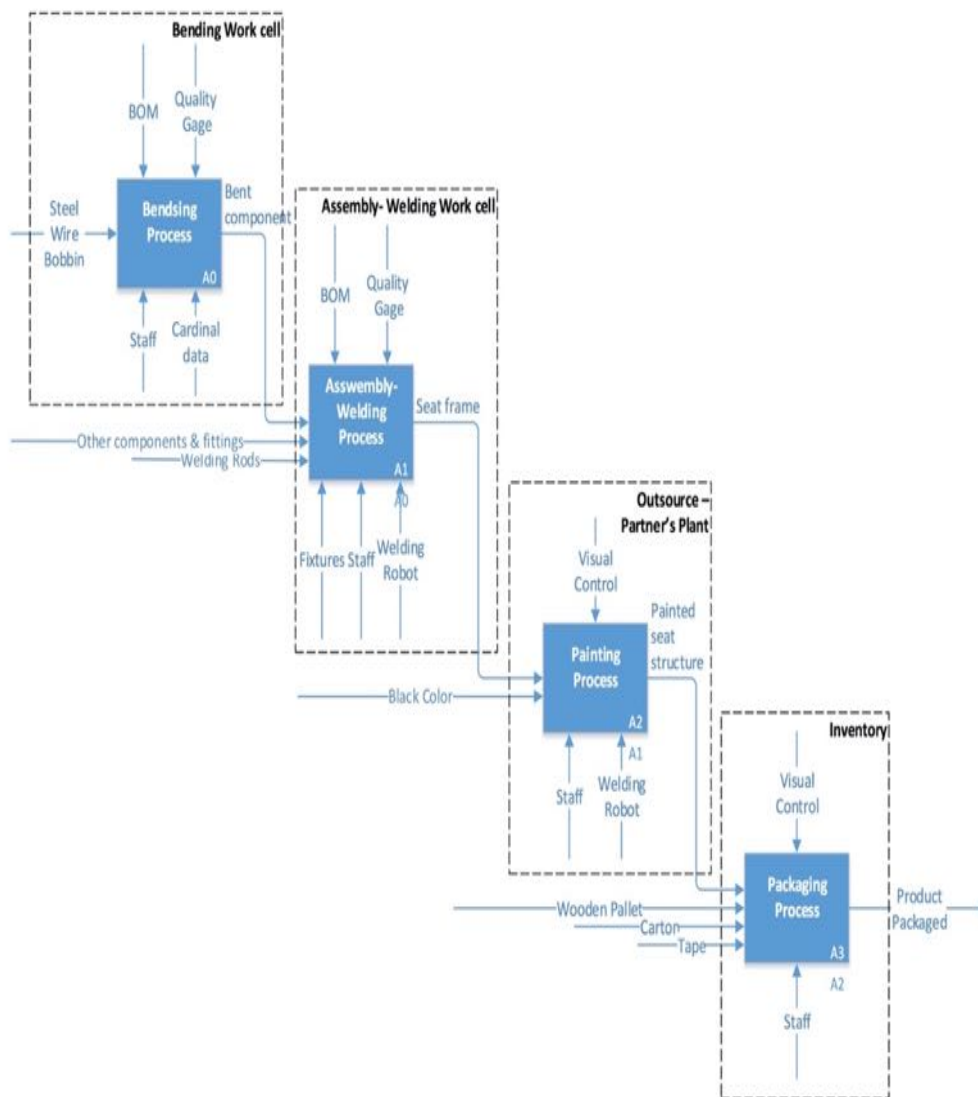 Bending Work cell
BOM
Quality
Gage
Steel
Wire
Bobbin
Bendsing
Process
A0
Bent
component
Staff
Cardinal
data
Assembly- Welding Work cell
BOM
Quality
Gage
Asswembly-
Welding
Process
A1
A0
Seat frame
Other components & fittings
Welding Rods
Fixtures
Staff
Welding
Robot
Outsource –
Partner's Plant
Visual
Control
Painting
Process
A2
A1
Painted
seat
structure
Black Color
Staff
Welding
Robot
Inventory
Visual
Control
Packaging
Process
A3
A2
Wooden Pallet
Carton
Tape
Product
Packaged
Staff